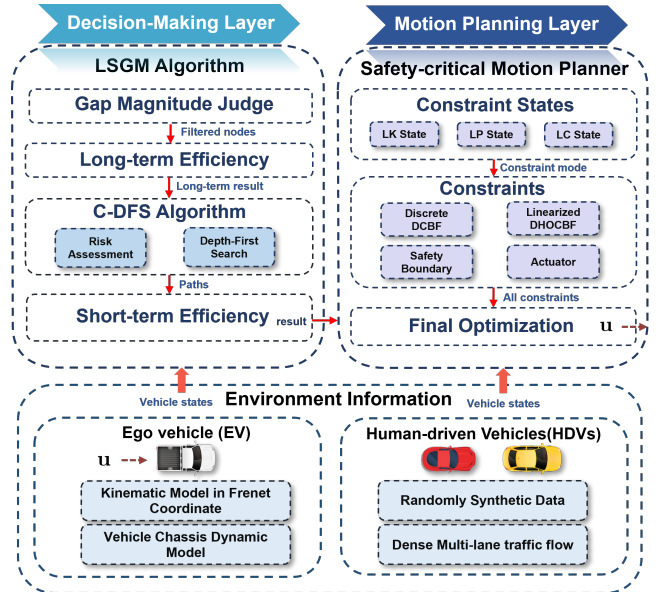 Decision-Making Layer
Motion Planning Layer
LSGM Algorithm
Gap Magnitude Judge
Filtered nodes
Long-term Efficiency
Long-term result
C-DFS Algorithm
Risk
Assessment
Depth-First
Search
Paths
Short-term Efficiency
result
Safety-critical Motion Planner
Constraint States
LK State
LP State
LC State
Constraint mode
Constraints
Discrete
DCBF
Linearized
DHOCBF
Safety
Boundary
Actuator
All constraints
Final Optimization
u
Vehicle states
Environment Information
Vehicle states
Ego vehicle (EV)
u
Kinematic Model in Frenet
Coordinate
Vehicle Chassis Dynamic
Model
Human-driven Vehicles(HDVs)
Randomly Synthetic Data
Dense Multi-lane traffic flow